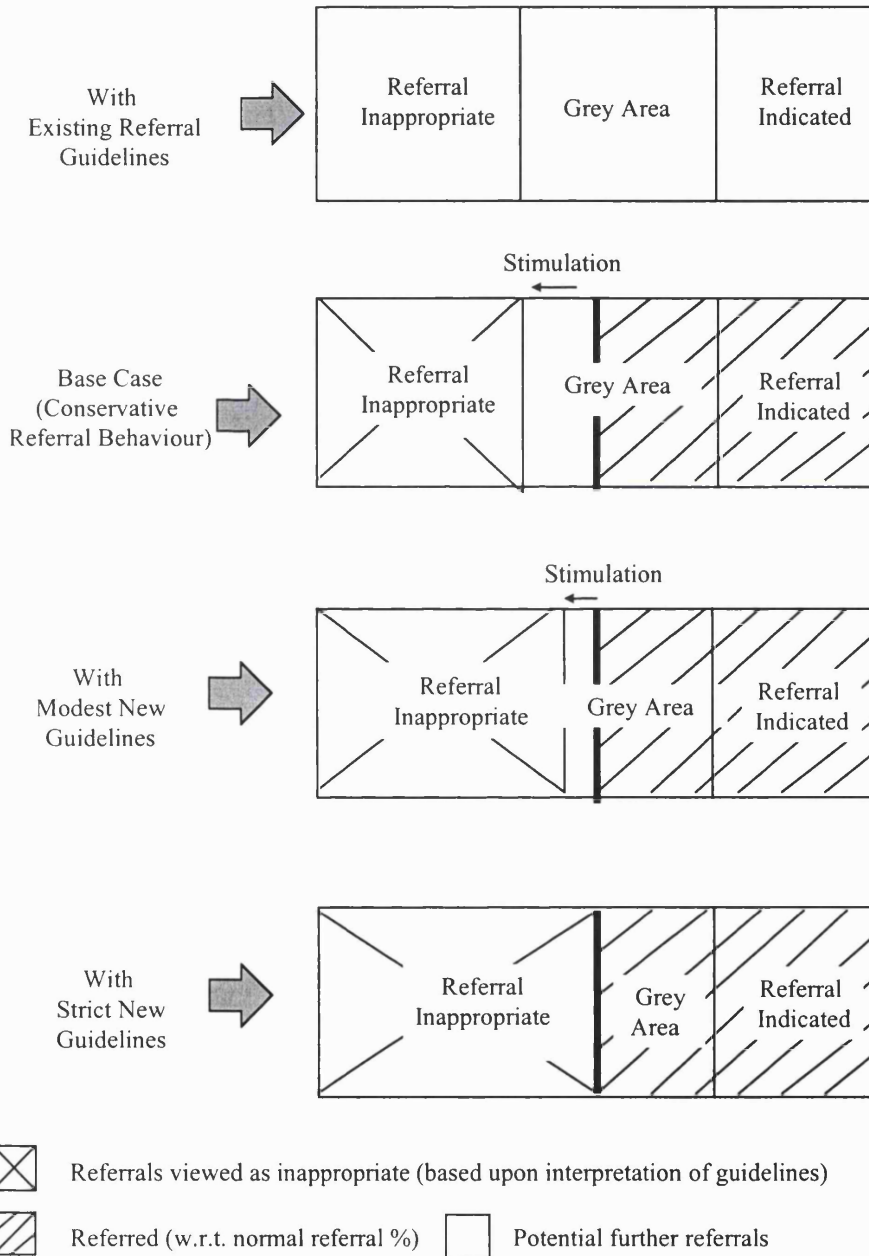 With
Existing Referral
Guidelines
Referral
Inappropriate
Grey Area
Referral
Indicated
Stimulation
Base Case
(Conservative
Referral Behaviour)
Referral
Inappropriate
Grey Area
Referral
Indicated
Stimulation
With
Modest New
Guidelines
Referral
Inappropriate
Grey Area
Referral
Indicated
With
Strict New
Guidelines
Referral
Inappropriate
Grey
Area
Referral
Indicated
Referrals viewed as inappropriate (based upon interpretation of guidelines)
Referred (w.r.t. normal referral %)
Potential further referrals